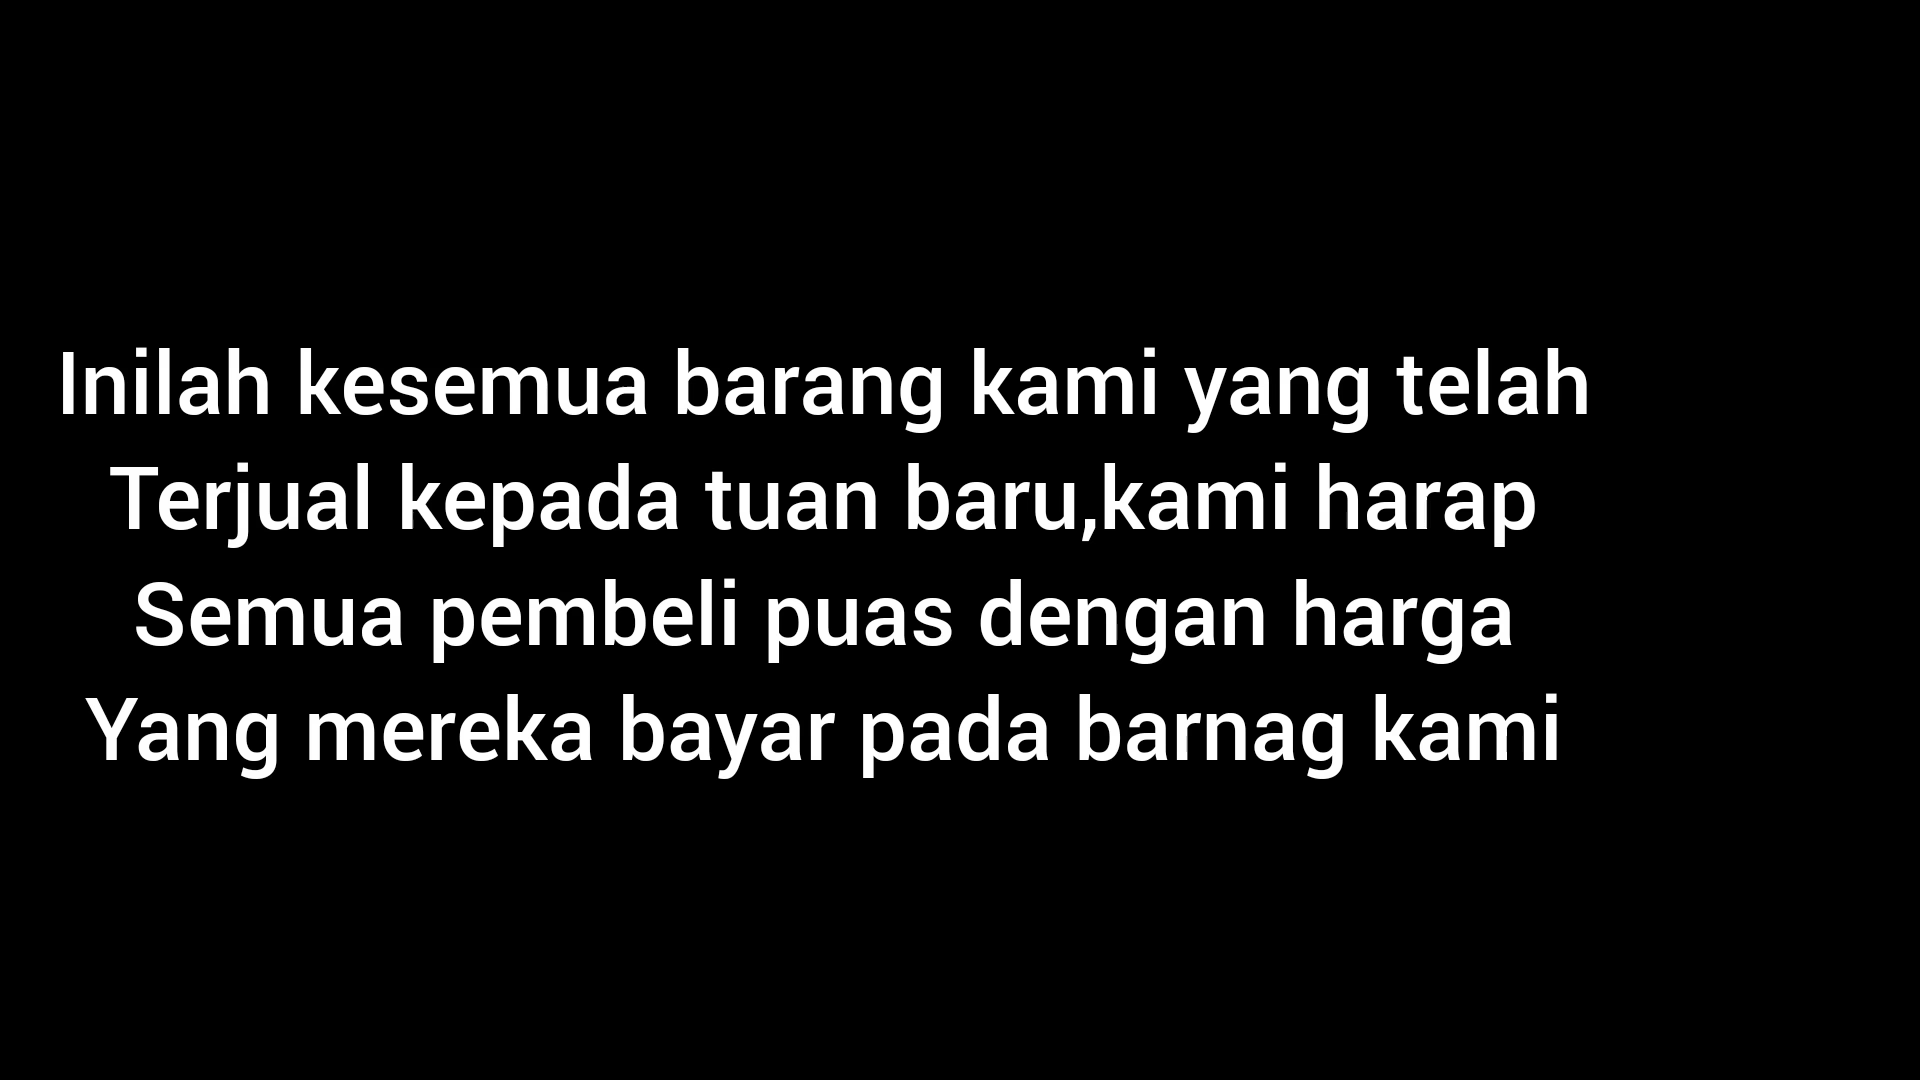 Inilah kesemua barang kami yang telah
Terjual kepada tuan baru,kami harap
Semua pembeli puas dengan harga
Yang mereka bayar pada barnag kami